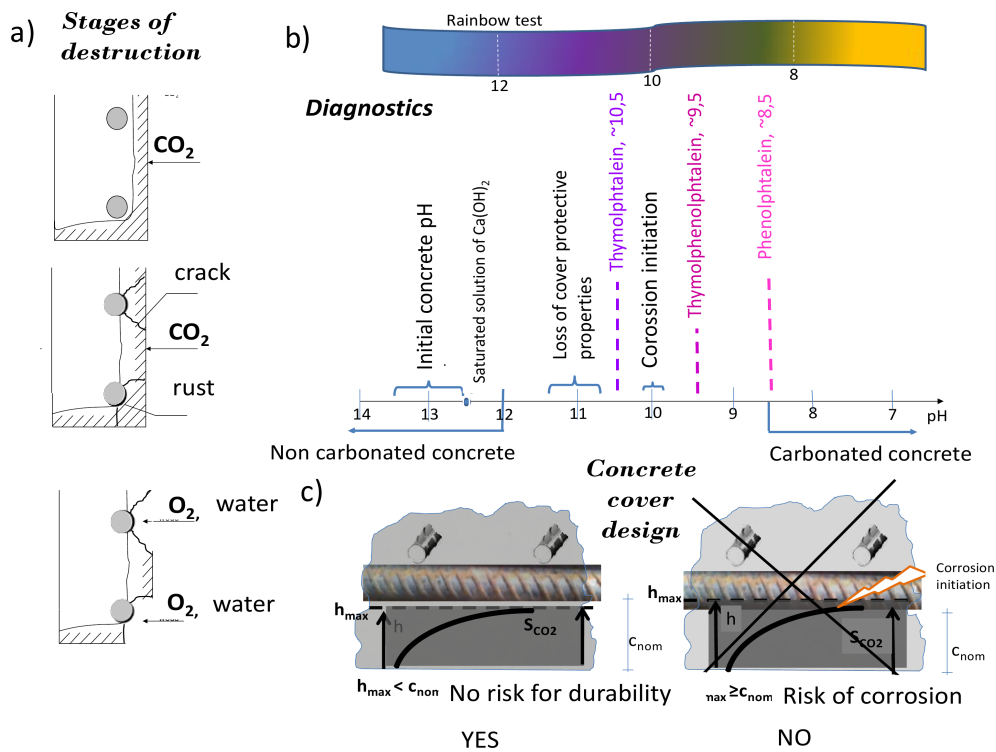 a)
Stages of
destruction
CO₂
crack
CO₂
rust
O₂, water
O₂, water
b)
Rainbow test
12
10
8
Diagnostics
Initial concrete pH
Saturated solution of Ca(OH)₂
Loss of cover protective
properties
Thymolphtalein, ~10,5
Corossion initiation
Thymolphenolphtalein, ~9,5
Phenolphtalein, ~8,5
14
13
12
11
10
9
8
7
pH
Non carbonated concrete
Carbonated concrete
c)
Concrete
cover
design
hmax
h
SCO2
cnom
hmax < cnom
No risk for durability
YES
Corrosion
initiation
hmax
h
SCO2
cnom
≥cnom
Risk of corrosion
NO